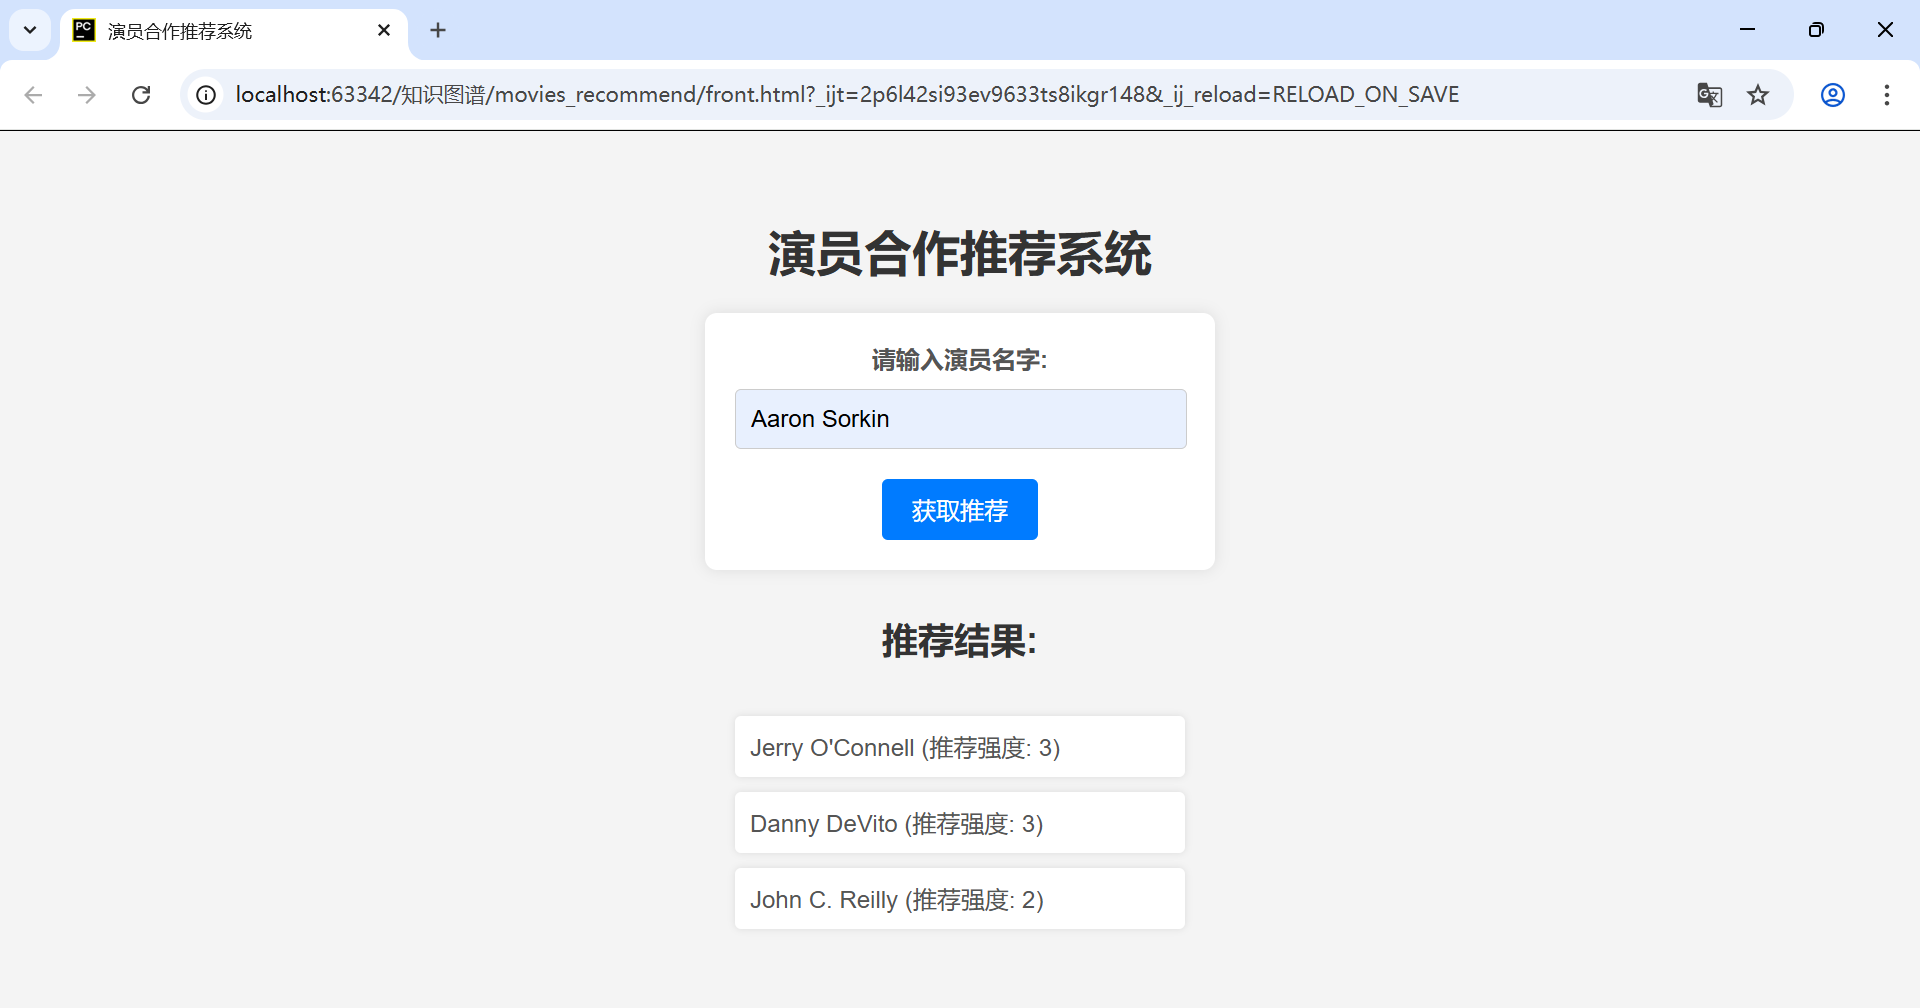 PC
演员合作推荐系统
localhost:63342/知识图谱/movies_recommend/front.html?_ijt=2p6l42si93ev9633ts8ikgr148&_ij_reload=RELOAD_ON_SAVE
演员合作推荐系统
请输入演员名字:
Aaron Sorkin
获取推荐
推荐结果:
Jerry O'Connell (推荐强度: 3)
Danny DeVito (推荐强度: 3)
John C. Reilly (推荐强度: 2)